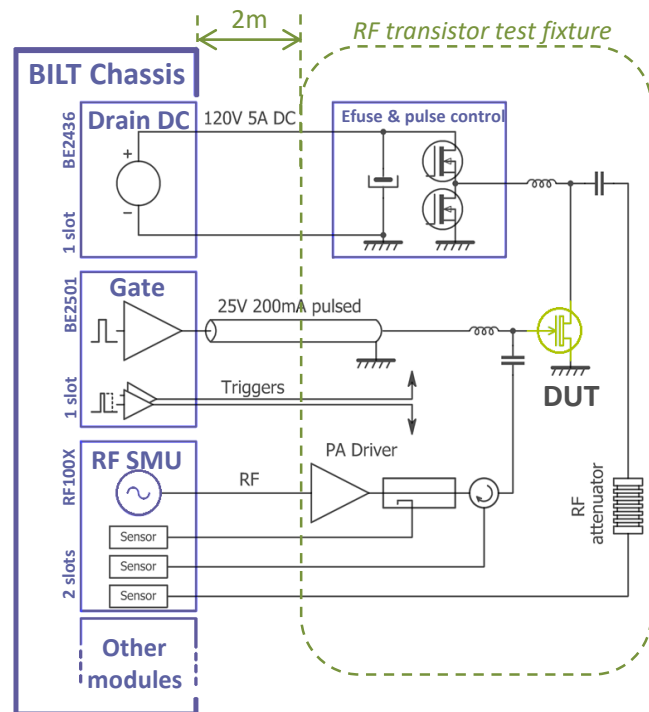 2m
RF transistor test fixture
BILT Chassis
BE2436
1 slot
Drain DC
+
−
120V 5A DC
Efuse & pulse control
BE2501
1 slot
Gate
25V 200mA pulsed
Triggers
DUT
RF100X
2 slots
RF SMU
RF
PA Driver
Sensor
Sensor
Sensor
RF
attenuator
Other
modules